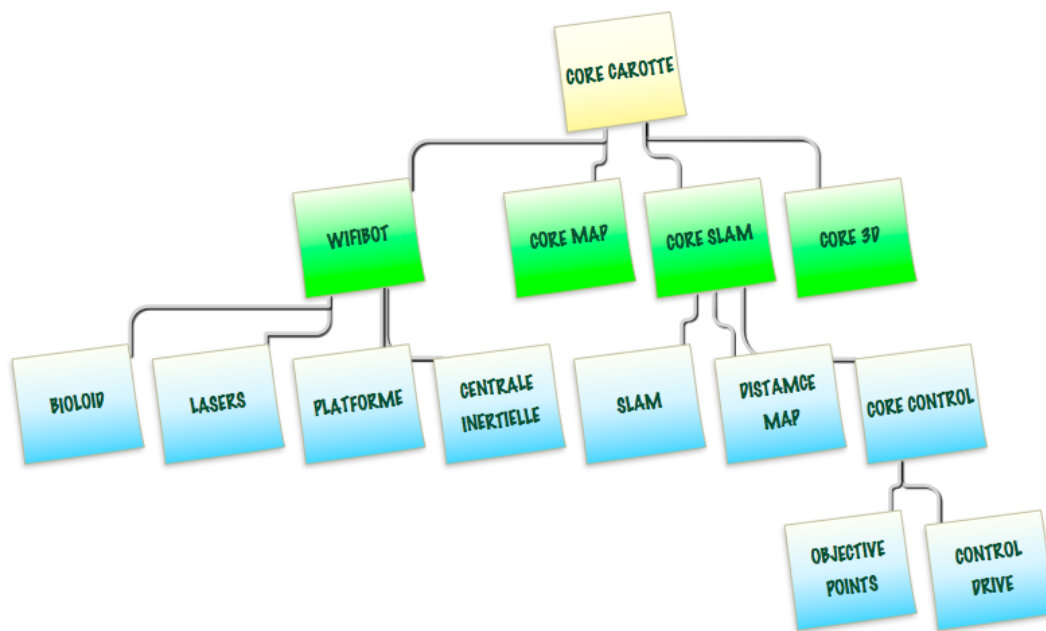 CORE CAROTTE
WIFIBOT
CORE MAP
CORE SLAM
CORE 3D
BIOLOID
LASERS
PLATFORME
CENTRALE
INERTIELLE
SLAM
DISTAMCE
MAP
CORE CONTROL
OBJECTIVE
POINTS
CONTROL
DRIVE